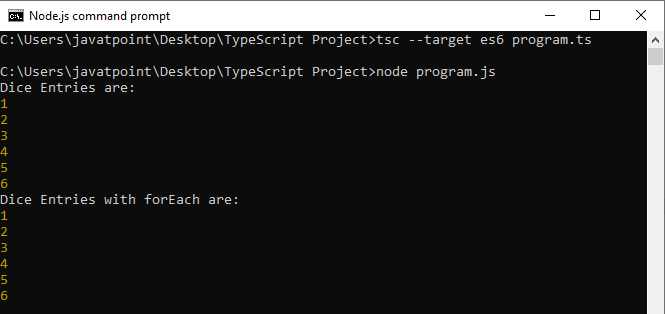 Node.js command prompt
C:\Users\javatpoint\Desktop\TypeScript Project>tsc --target es6 program.ts
C:\Users\javatpoint\Desktop\TypeScript Project>node program.js
Dice Entries are:
1
2
3
4
5
6
Dice Entries with forEach are:
1
2
3
4
5
6